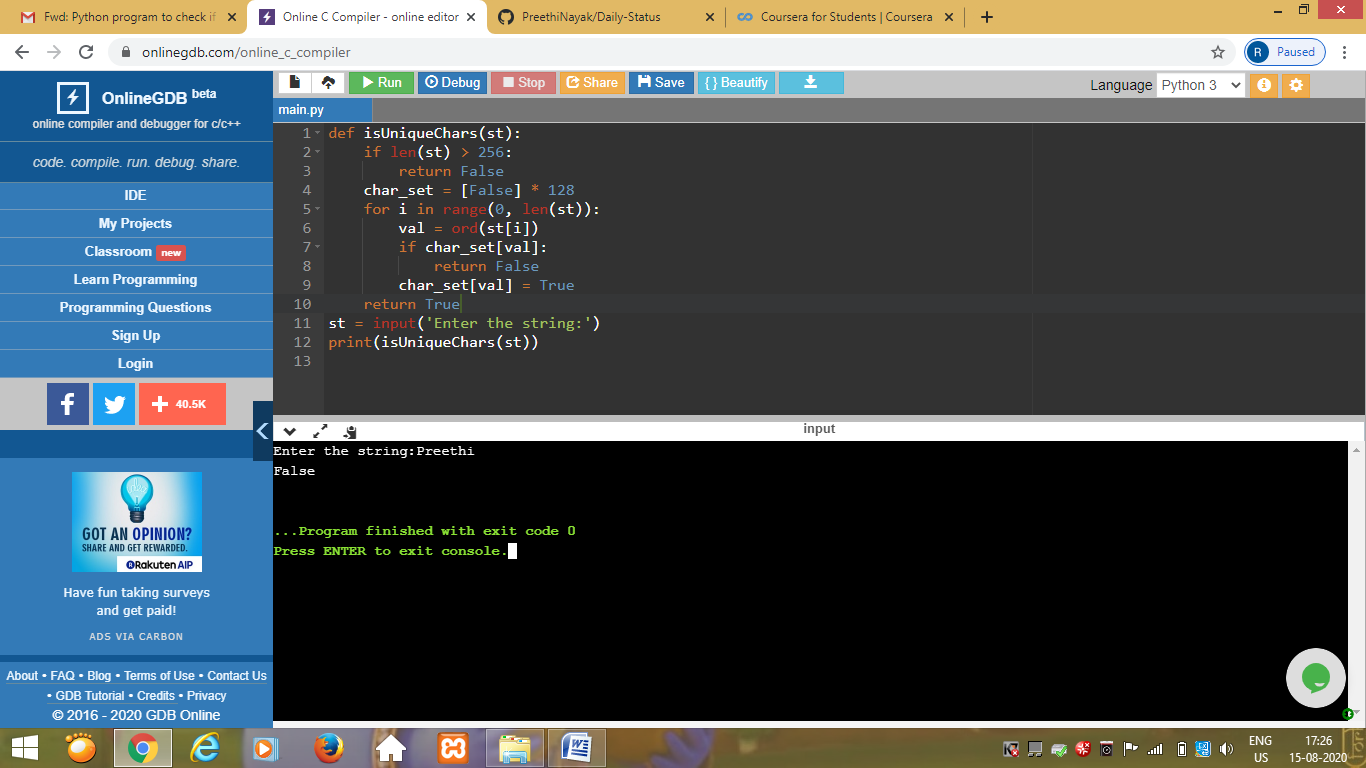 Fwd: Python program to check if
Online C Compiler - online editor
PreethiNayak/Daily-Status
Coursera for Students | Coursera
onlinegdb.com/online_c_compiler
R Paused
OnlineGDB beta
online compiler and debugger for c/c++
code. compile. run. debug. share.
IDE
My Projects
Classroom new
Learn Programming
Programming Questions
Sign Up
Login
40.5K
GOT AN OPINION?
SHARE AND GET REWARDED.
Rakuten AIP
Have fun taking surveys
and get paid!
ADS VIA CARBON
About • FAQ • Blog • Terms of Use • Contact Us
• GDB Tutorial • Credits • Privacy
© 2016 - 2020 GDB Online
Run Debug Stop Share Save { } Beautify
Language Python 3
main.py
1 def isUniqueChars(st):
2     if len(st) > 256:
3         return False
4     char_set = [False] * 128
5     for i in range(0, len(st)):
6         val = ord(st[i])
7         if char_set[val]:
8             return False
9         char_set[val] = True
10     return True
11 st = input('Enter the string:')
12 print(isUniqueChars(st))
13
input
Enter the string:Preethi
False
...Program finished with exit code 0
Press ENTER to exit console.
ENG
US
17:26
15-08-2020